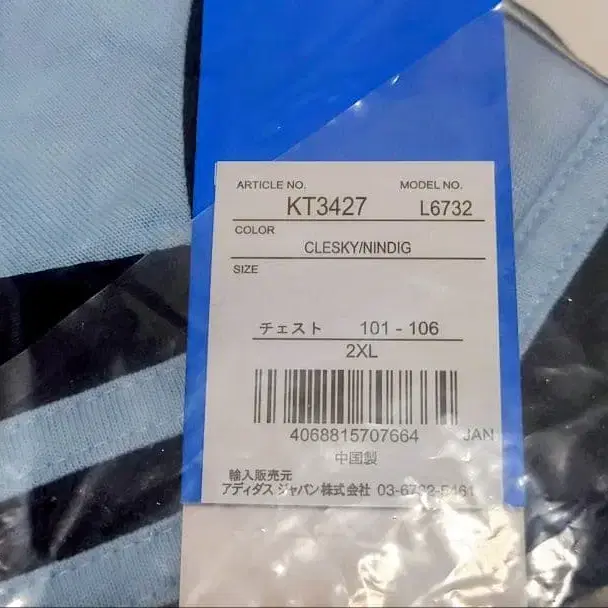 ARTICLE NO. MODEL NO.
KT3427 L6732
COLOR
CLESKY/NINDIG
SIZE
チェスト 101 - 106
2XL
4068815707664 JAN
中国製
輸入販売元
アディダス ジャパン株式会社